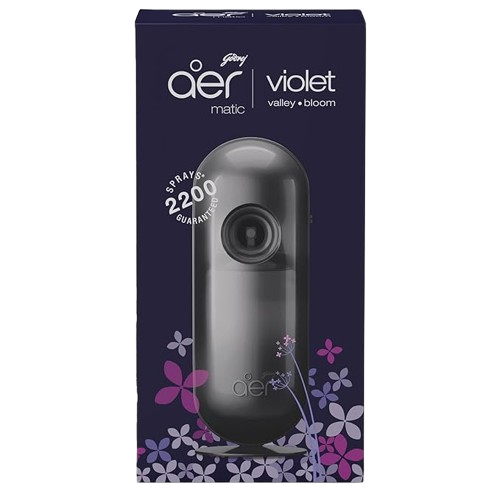 Godrej
aer
matic
violet
valley • bloom
SPRAYS*
2200
GUARANTEED
aer